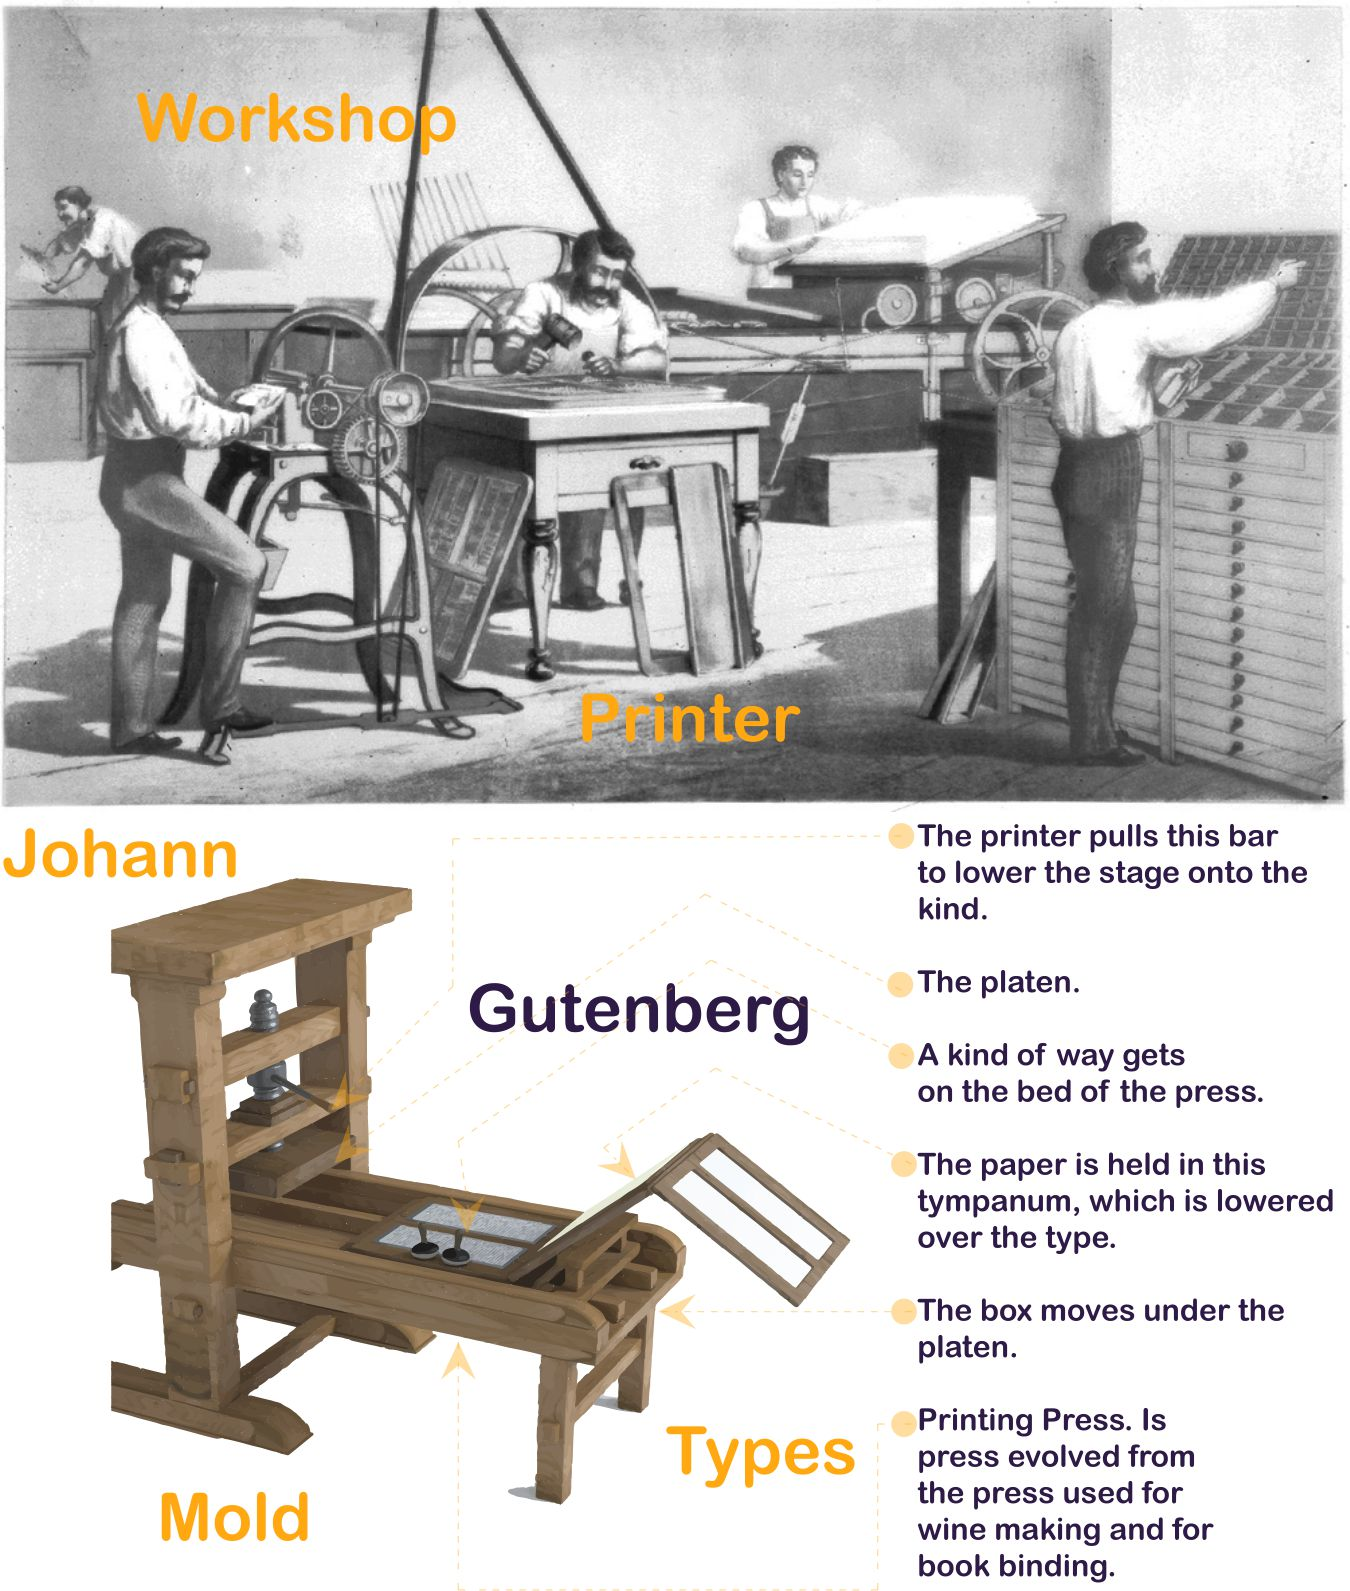 Workshop
Printer
Johann
The printer pulls this bar
to lower the stage onto the
kind.
The platen.
Gutenberg
A kind of way gets
on the bed of the press.
The paper is held in this
tympanum, which is lowered
over the type.
The box moves under the
platen.
Printing Press. Is
press evolved from
the press used for
wine making and for
book binding.
Types
Mold